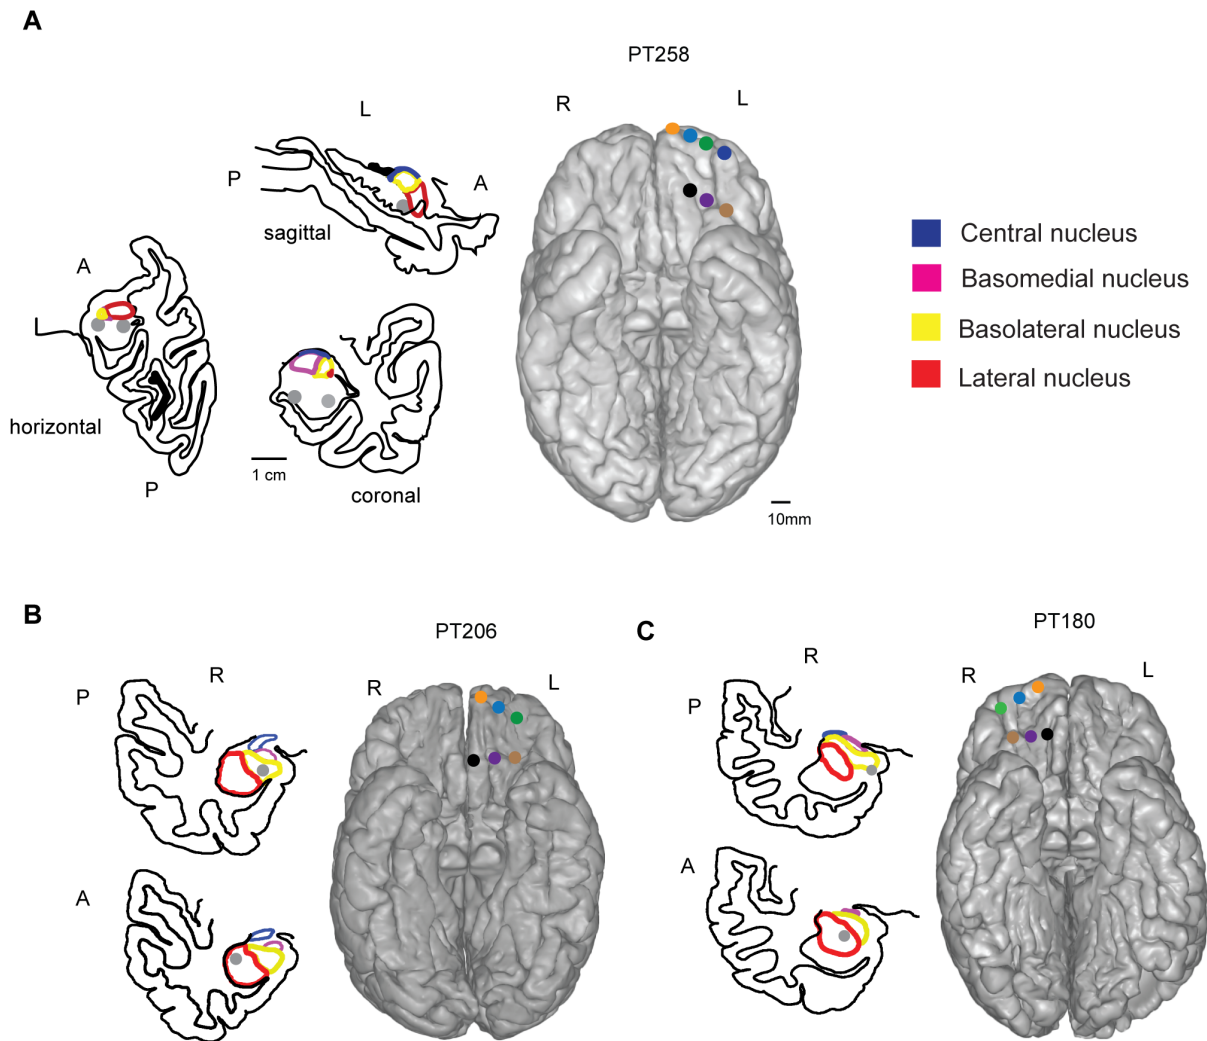 A
PT258
R
L
L
P
A
sagittal
A
L
horizontal
P
1 cm
coronal
10mm
Central nucleus
Basomedial nucleus
Basolateral nucleus
Lateral nucleus
B
PT206
R
L
P
R
A
C
PT180
R
L
R
P
A